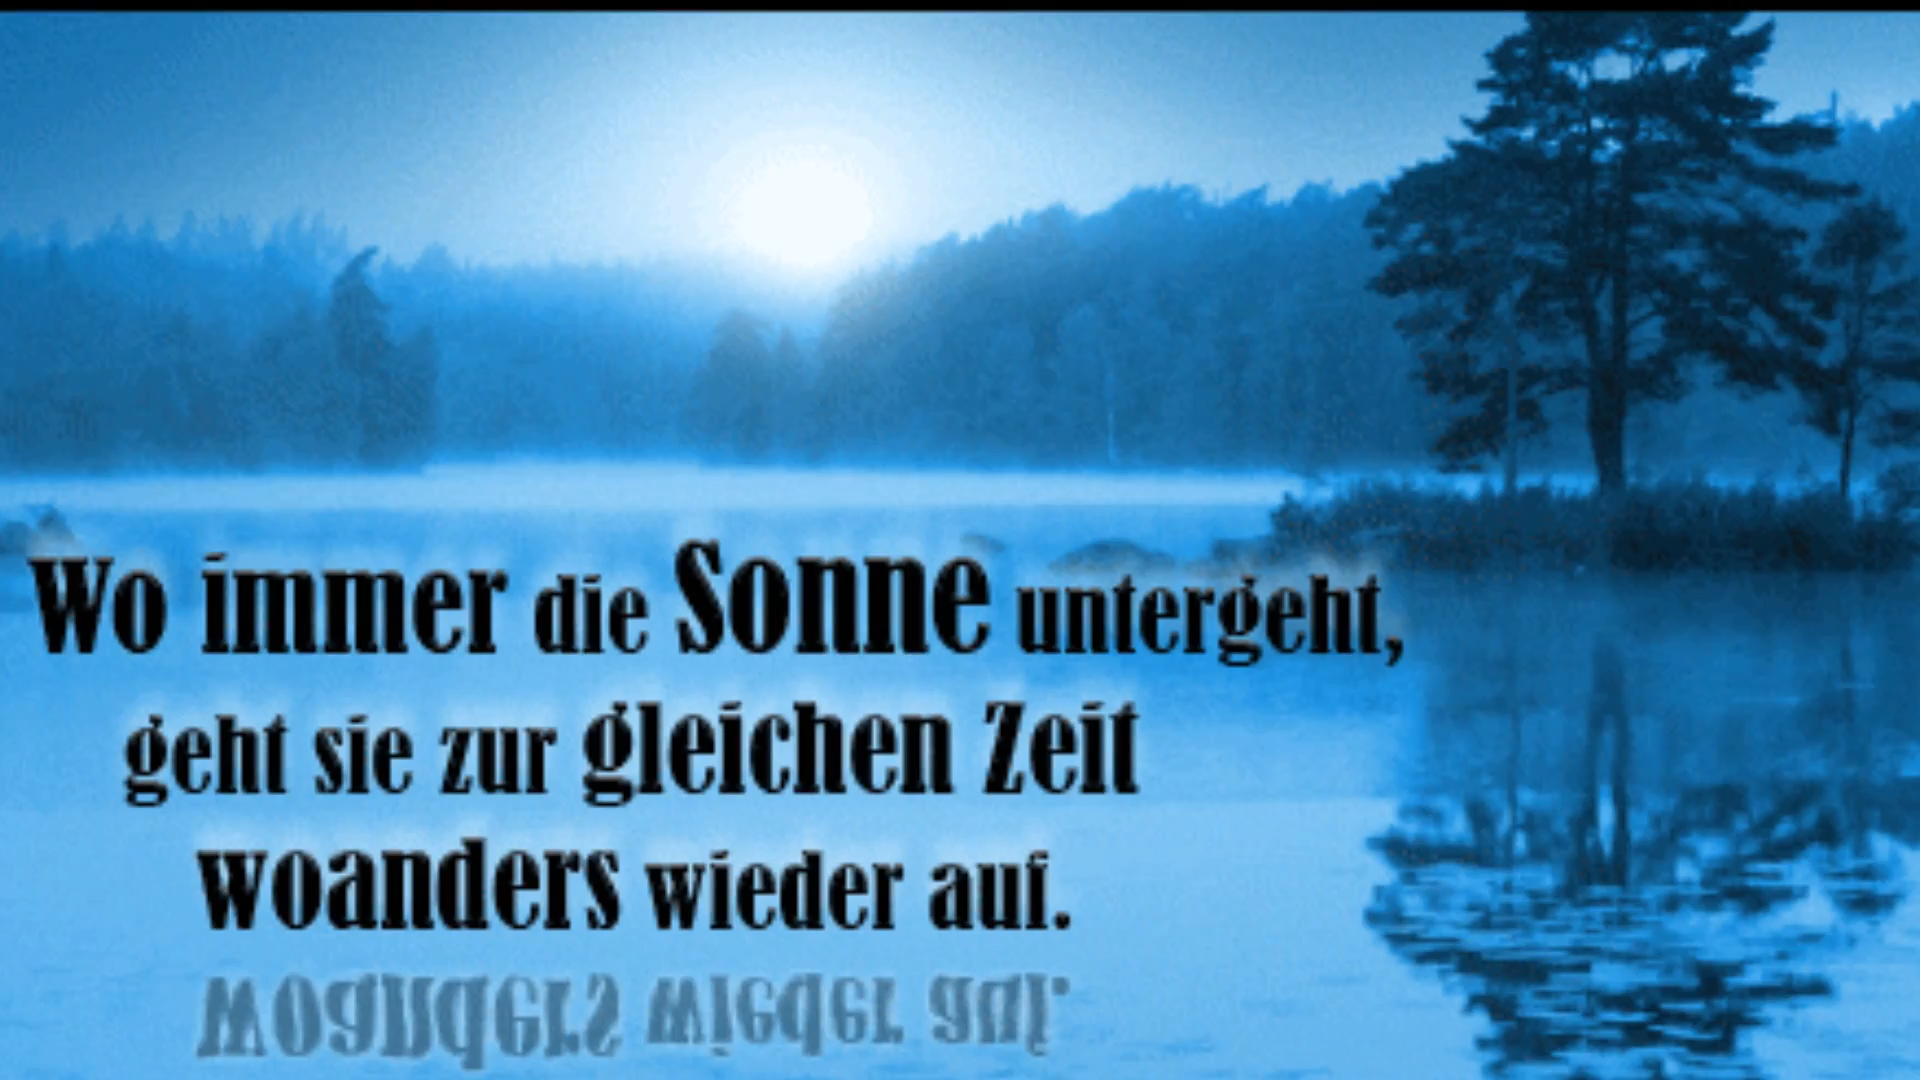 Wo immer die Sonne untergeht,
geht sie zur gleichen Zeit
woanders wieder auf.